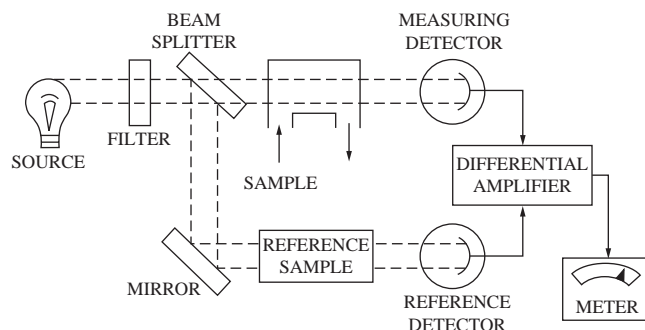 BEAM
SPLITTER
MEASURING
DETECTOR
FILTER
SOURCE
SAMPLE
DIFFERENTIAL
AMPLIFIER
REFERENCE
SAMPLE
MIRROR
REFERENCE
DETECTOR
METER